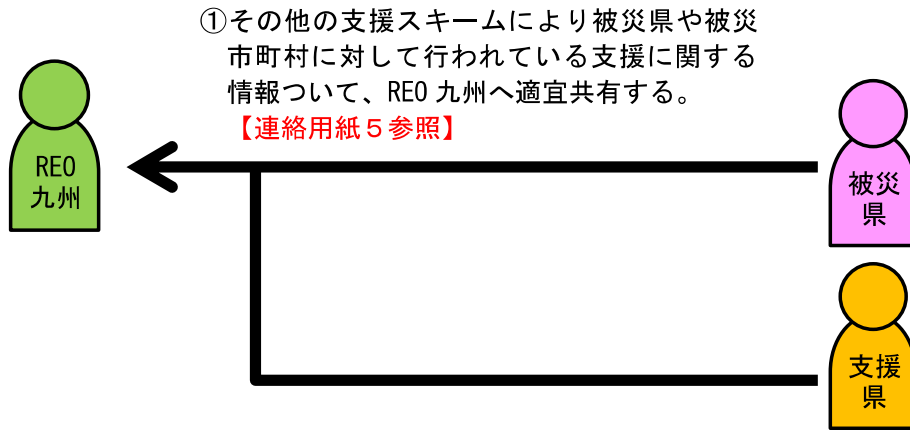 ①その他の支援スキームにより被災県や被災
市町村に対して行われている支援に関する
情報ついて、REO 九州へ適宜共有する。
【連絡用紙５参照】
REO
九州
被災
県
支援
県